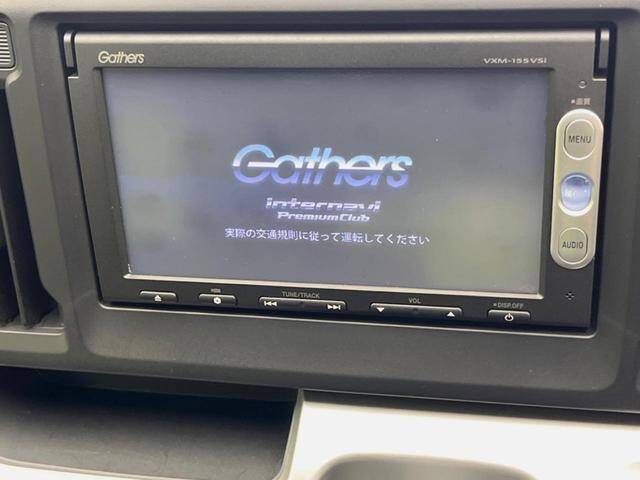 Gathers
VXM-155VSi
Gathers
internavi
PremiumClub
実際の交通規則に従って運転してください
MENU
AUDIO
TUNE/TRACK
VOL
DISP.OFF